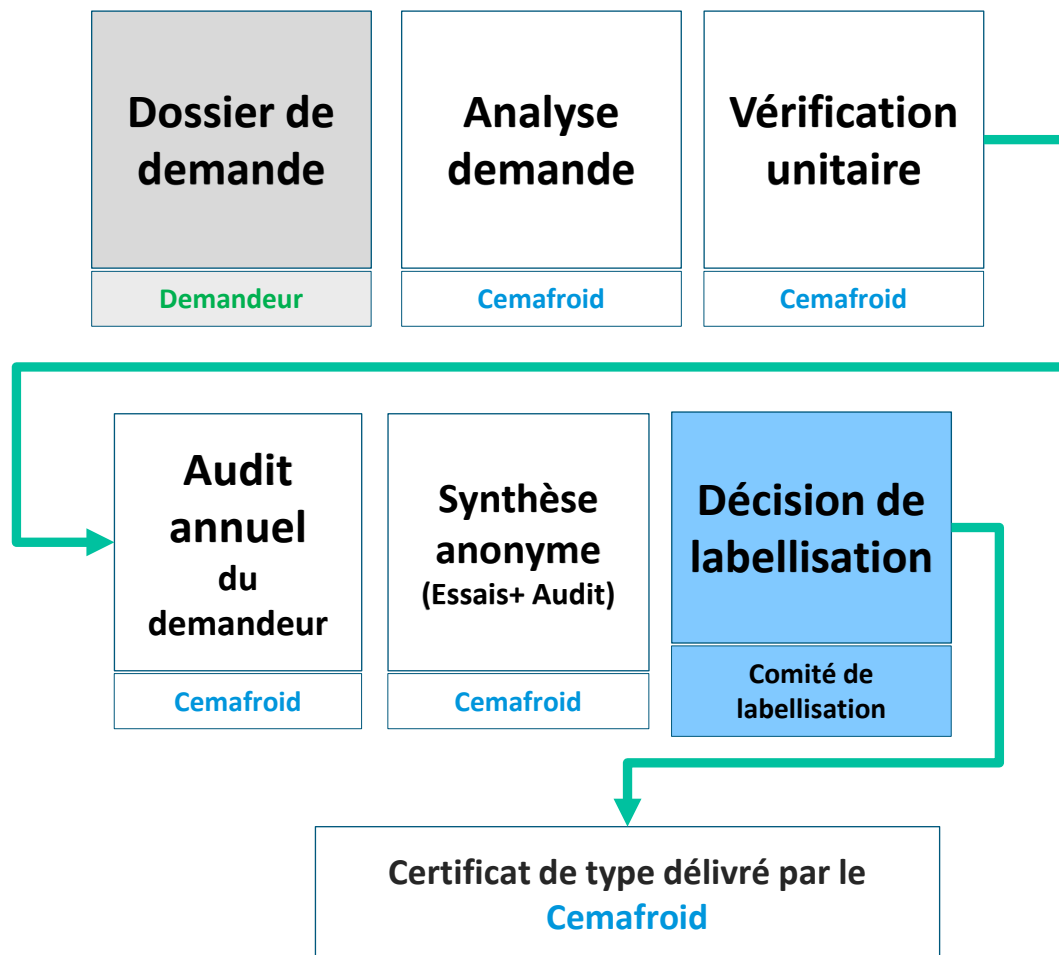 Dossier de
demande
Demandeur
Analyse
demande
Cemafroid
Vérification
unitaire
Cemafroid
Audit
annuel
du
demandeur
Cemafroid
Synthèse
anonyme
(Essais+ Audit)
Cemafroid
Décision de
labellisation
Comité de
labellisation
Certificat de type délivré par le
Cemafroid